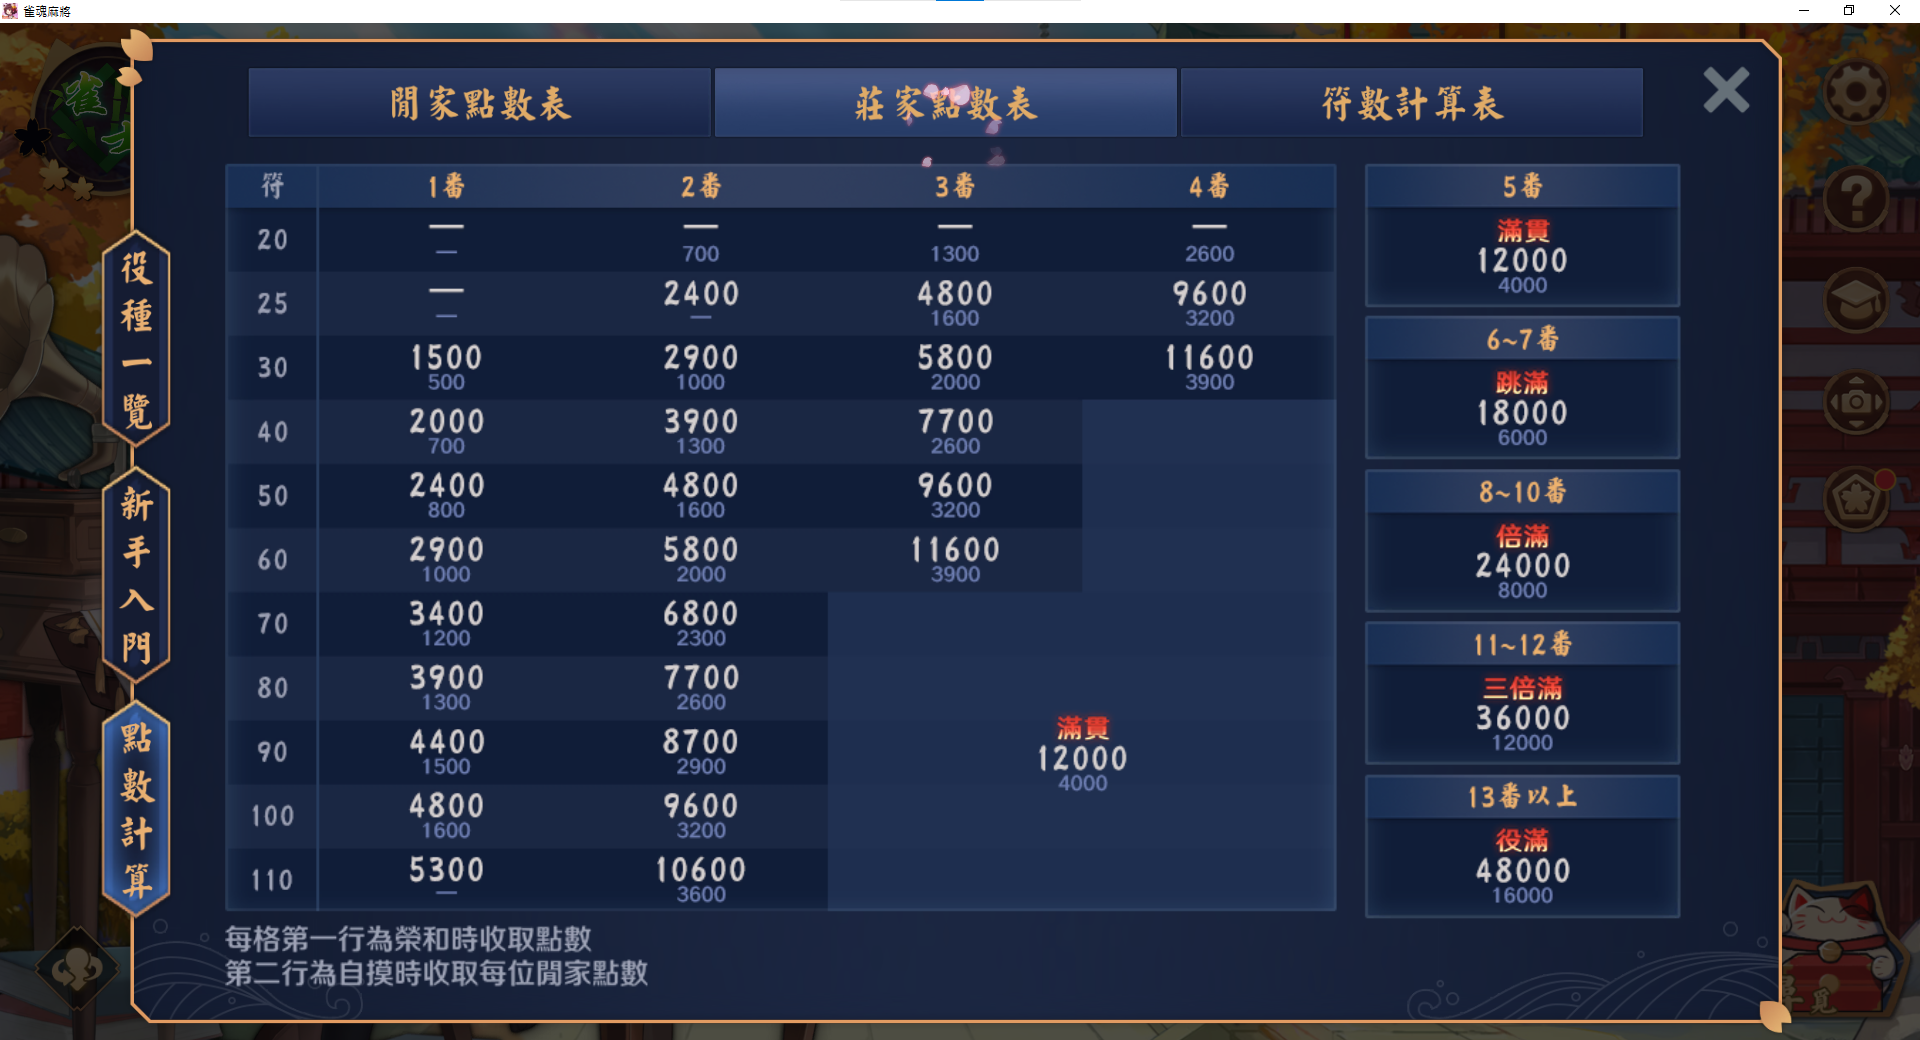 雀魂麻將
閒家點數表 莊家點數表 符數計算表
役種一覽
新手入門
點數計算
符 1番 2番 3番 4番
20 — — — —
— 700 1300 2600
25 — 2400 4800 9600
— — 1600 3200
30 1500 2900 5800 11600
500 1000 2000 3900
40 2000 3900 7700
700 1300 2600
50 2400 4800 9600
800 1600 3200
60 2900 5800 11600
1000 2000 3900
70 3400 6800
1200 2300
80 3900 7700
1300 2600
90 4400 8700
1500 2900
100 4800 9600
1600 3200
110 5300 10600
— 3600
滿貫
12000
4000
5番
滿貫
12000
4000
6~7番
跳滿
18000
6000
8~10番
倍滿
24000
8000
11~12番
三倍滿
36000
12000
13番以上
役滿
48000
16000
每格第一行為榮和時收取點數
第二行為自摸時收取每位閒家點數